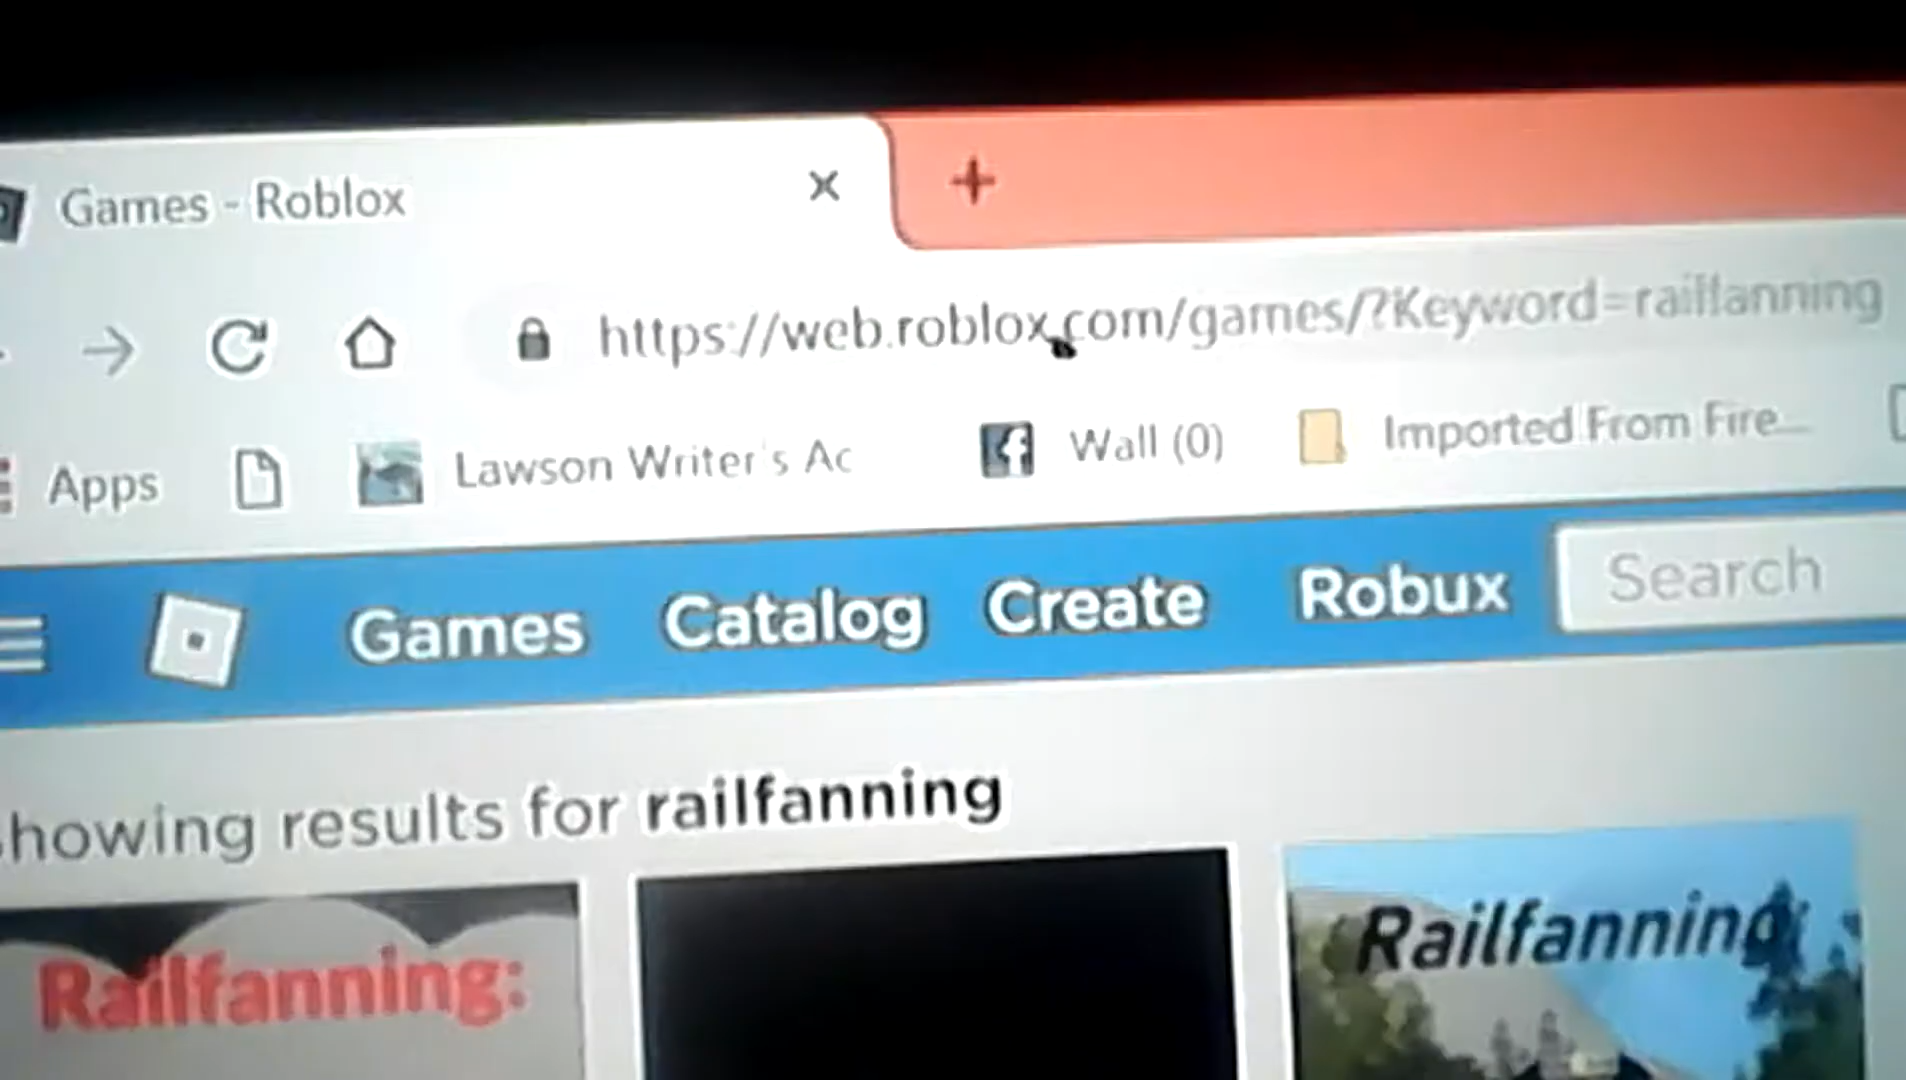 Games - Roblox
https://web.roblox.com/games/?Keyword=railfanning
Apps Lawson Writer's Ac Wall (0) Imported From Fire...
Games Catalog Create Robux Search
howing results for railfanning
Railfanning: Railfanning